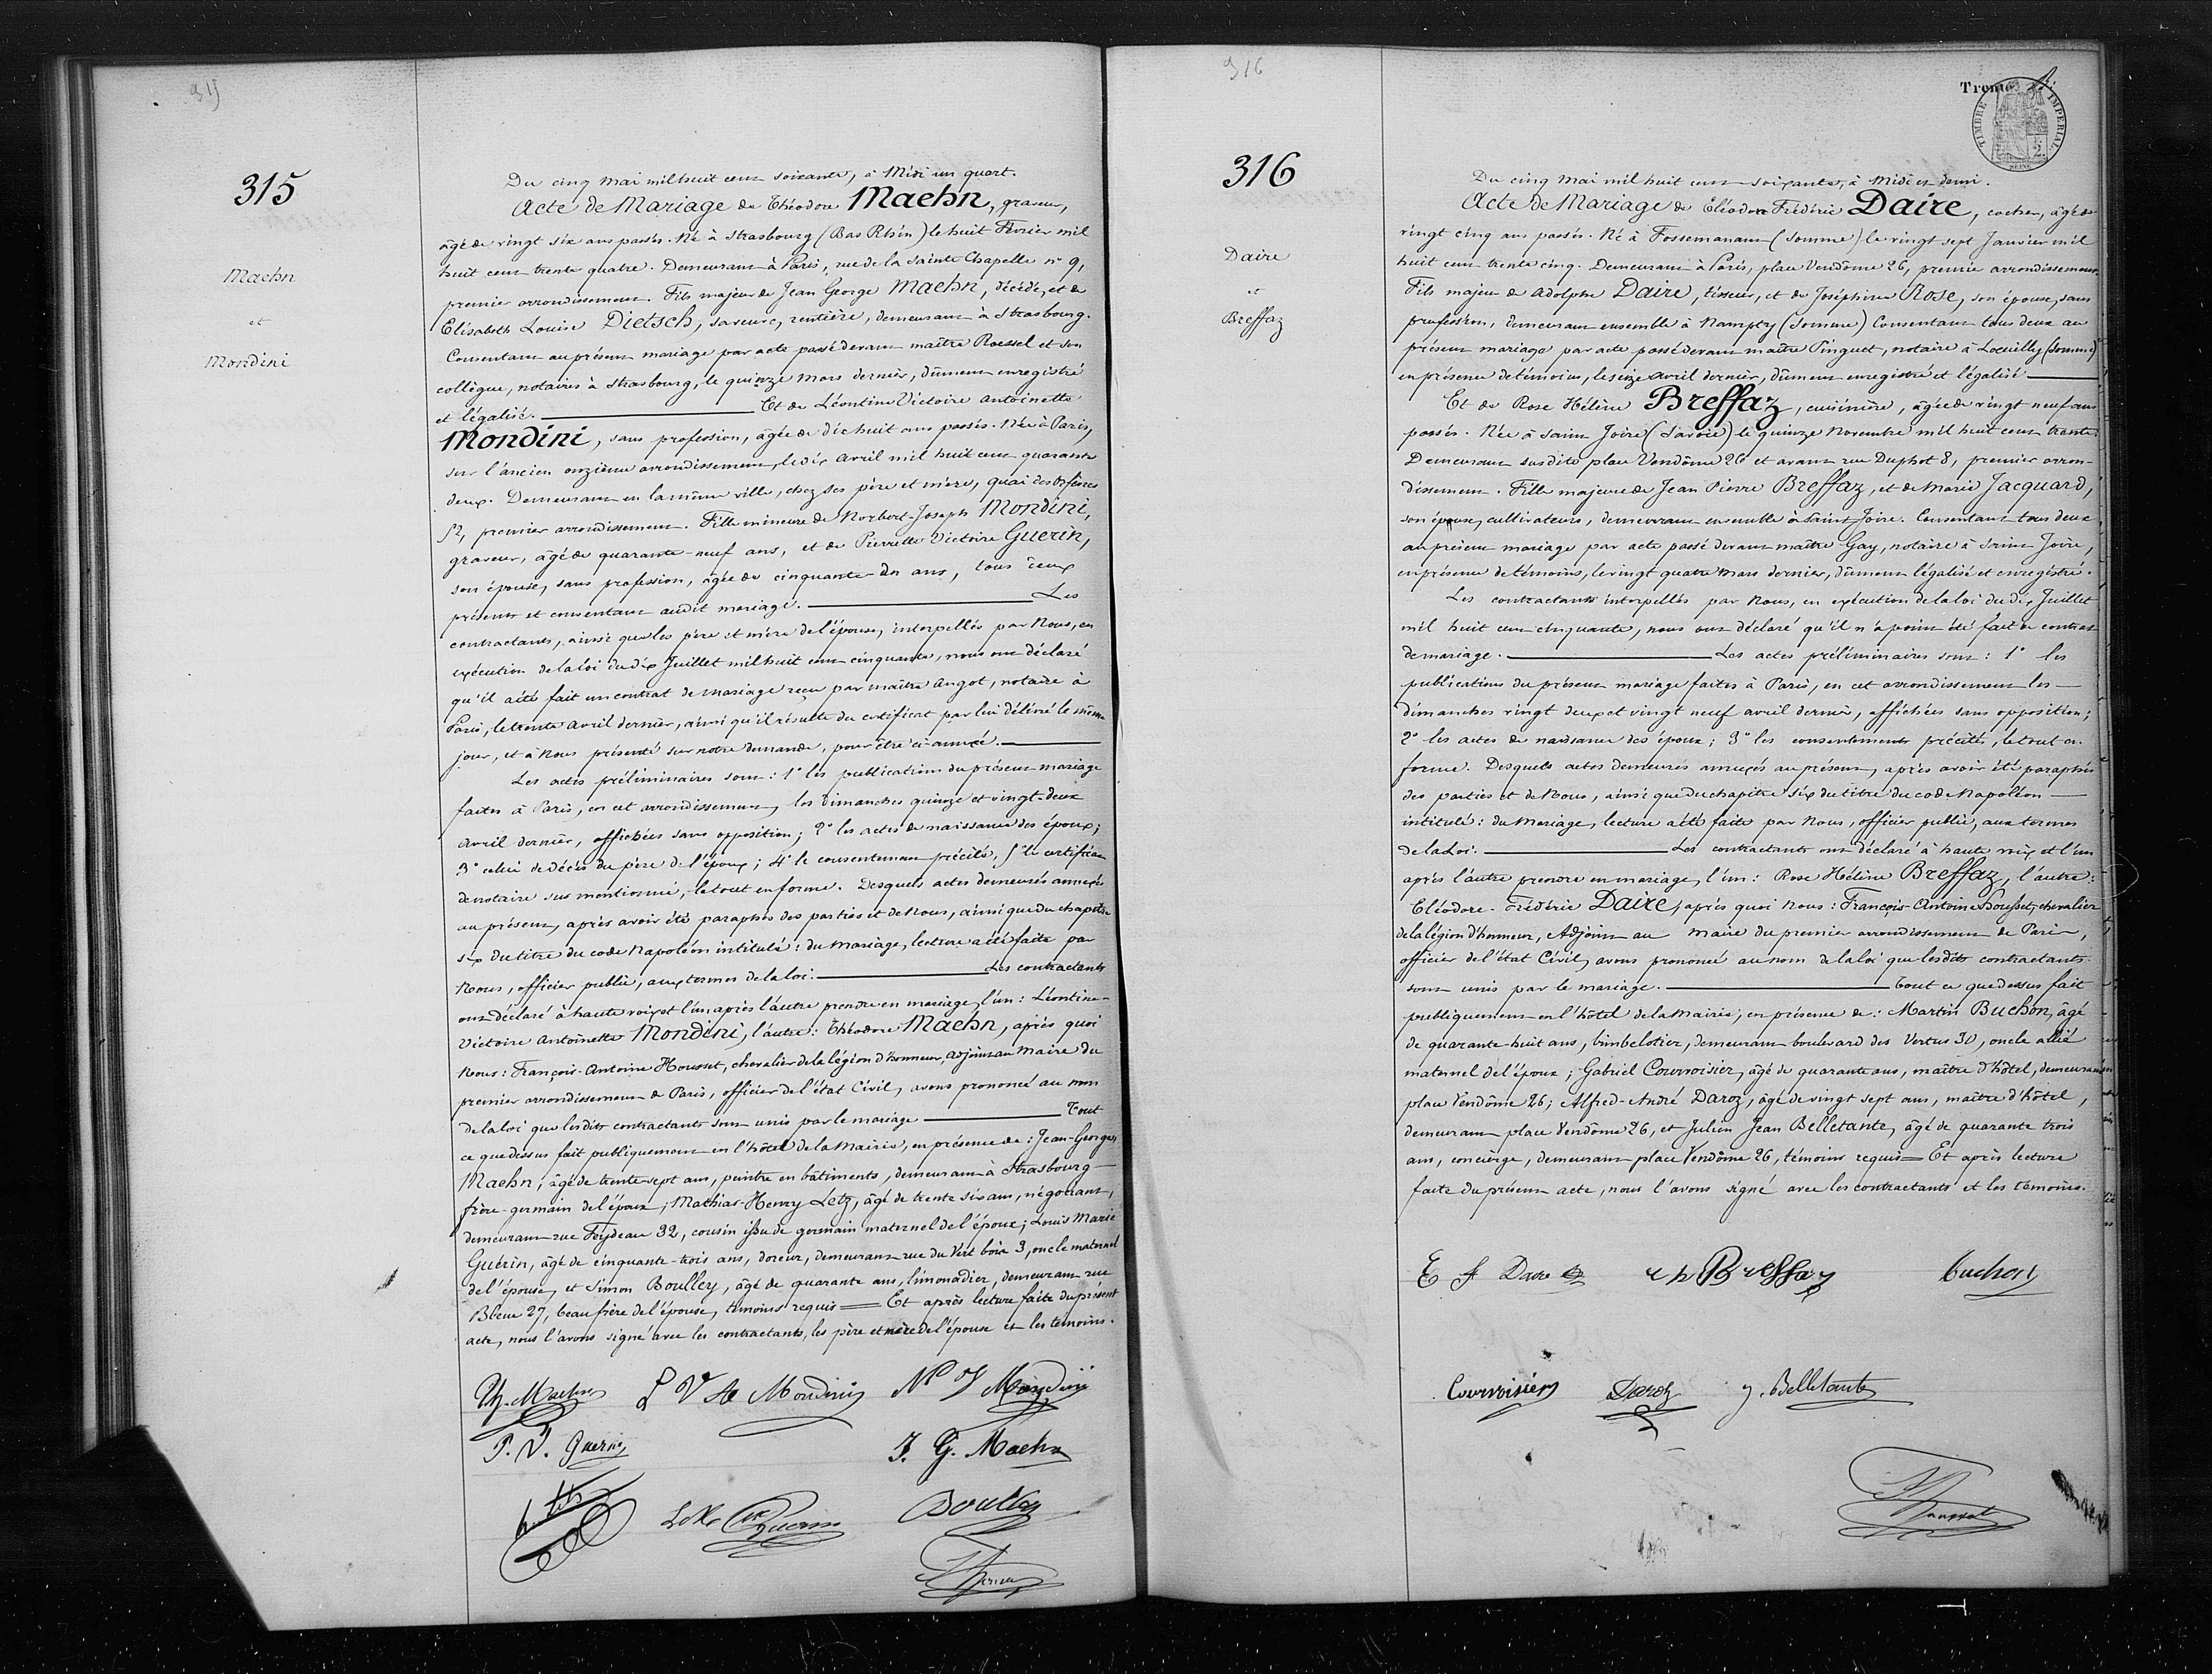 315
Maehn
et
Mondini
Du cinq Mai mil huit cent soixante, à Midi un quart.
Acte de Mariage de Théodore Maehn, graveur,
âgé de vingt six ans passés. Né à Strasbourg (Bas Rhin) le huit Février mil
huit cent trente quatre. Demeurant à Paris, rue de la Sainte Chapelle n° 9,
premier arrondissement. Fils majeur de Jean George Maehn, décédé, et de
Elisabeth Louise Dietsch, sa veuve, rentière, demeurant à Strasbourg.
Consentant au présent mariage par acte passé devant maître Roessel et son
collègue, notaires à Strasbourg, le quinze Mars dernier, dûment enregistré
et légalisé. Et de Léontine Victoire Antoinette
Mondini, sans profession, âgée de dix huit ans passés. Née à Paris,
sur l'ancien onzième arrondissement, le dix Avril mil huit cent quarante
deux. Demeurant en la même ville, chez ses père et mère, quai des Orfèvres
52, premier arrondissement. Fille mineure de Norbert-Joseph Mondini,
graveur, âgé de quarante-neuf ans, et de Pierrette Victoire Guerin,
son épouse, sans profession, âgée de cinquante ans, tous deux
présents et consentant audit mariage. Les
contractants, ainsi que les père et mère de l'épouse, interpellés par Nous, en
exécution de la loi du dix Juillet mil huit cent cinquante, nous ont déclaré
qu'il a été fait un contrat de mariage reçu par maître Angot, notaire à
Paris, le trente Avril dernier, ainsi qu'il résulte du certificat par lui délivré le même
jour, et à Nous présenté sur notre demande, pour être ci-annexé.
Les actes préliminaires sont : 1° les publications du présent mariage
faites à Paris, en cet arrondissement, les Dimanches quinze et vingt-deux
Avril dernier, affichées sans opposition ; 2° les actes de naissance des époux ;
3° celui de décès du père de l'époux ; 4° le consentement précité, 5° le certificat
de notaire sus mentionné, le tout en forme. Desquels actes demeurés annexés
au présent, après avoir été paraphés des parties et de Nous, ainsi que du chapitre
six du titre du code Napoléon intitulé : du Mariage, lecture a été faite par
Nous, officier public, aux termes de la loi. Les contractants
ont déclaré à haute voix et l'un après l'autre prendre en mariage, l'un : Léontine-
Victoire Antoinette Mondini, l'autre : Théodore Maehn, après quoi
Nous : François-Antoine Housset, chevalier de la légion d'honneur, adjoint au Maire du
premier arrondissement de Paris, officier de l'état Civil, avons prononcé au nom
de la loi que lesdits contractants sont unis par le mariage Tout
ce que dessus fait publiquement en l'hôtel de la Mairie, en présence de : Jean-Georges
Maehn, âgé de trente sept ans, peintre en bâtiments, demeurant à Strasbourg
frère-germain de l'époux ; Mathias-Henry Letz, âgé de trente six ans, négociant,
demeurant rue Feydeau 32, cousin issu de germain maternel de l'époux ; Louis Marie
Guérin, âgé de cinquante-trois ans, doreur, demeurant rue du Vert bois 3, oncle maternel
de l'épouse, et Simon Boulley, âgé de quarante ans, limonadier, demeurant rue
Bleue 27, beau frère de l'épouse, témoins requis = Et après lecture faite du présent
acte, nous l'avons signé avec les contractants, les père et mère de l'épouse et les témoins.
Th. Maehn L V A Mondini N J Mondini
P. V. Guerin J. G. Maehn
Guerin Boulley
Housset
316
316
Daire
et
Breffaz
TIMBRE IMPERIAL
Du cinq Mai mil huit cent soixante, à Midi et demi.
Acte de Mariage de Eléodore Frédéric Daire, cocher, âgé de
vingt cinq ans passés. Né à Fossemanant (Somme) le vingt sept Janvier mil
huit cent trente cinq. Demeurant à Paris, place Vendôme 26, premier arrondissement.
Fils majeur de Adolphe Daire, tisseur, et de Joséphine Rose, son épouse, sans
profession, demeurant ensemble à Namps (Somme) Consentant tous deux au
présent mariage par acte passé devant maître Pinguet, notaire à Loeuilly (Somme)
en présence de témoins, le seize Avril dernier, dûment enregistré et légalisé.
Et de Rose Hélène Breffaz, cuisinière, âgée de vingt neuf ans
passés. Née à Saint Joire (Savoie) le quinze Novembre mil huit cent trente.
Demeurant susdite place Vendôme 26 et avant rue Duphot 8, premier arron-
dissement. Fille majeure de Jean Pierre Breffaz, et de Marie Jacquard,
son épouse, cultivateurs, demeurant ensemble à Saint Joire. Consentant tous deux
au présent mariage par acte passé devant maître Gay, notaire à Saint Joire,
en présence de témoins, le vingt quatre Mars dernier, dûment légalisé et enregistré.
Les contractants interpellés par Nous, en exécution de la loi du dix Juillet
mil huit cent cinquante, nous ont déclaré qu'il n'a point été fait de contrat
de mariage. Les actes préliminaires sont : 1° les
publications du présent mariage faites à Paris, en cet arrondissement les
dimanches vingt deux et vingt neuf avril dernier, affichées sans opposition ;
2° les actes de naissance des époux ; 3° les consentements précités, le tout en
forme. Desquels actes demeurés annexés au présent, après avoir été paraphés
des parties et de Nous, ainsi que du chapitre six du titre du code Napoléon
intitulé : du Mariage, lecture a été faite par Nous, officier public, aux termes
de la Loi. Les contractants ont déclaré à haute voix et l'un
après l'autre prendre en mariage, l'un : Rose Hélène Breffaz, l'autre :
Eléodore-Frédéric Daire, après quoi Nous : François-Antoine Housset, chevalier
de la légion d'honneur, Adjoint au Maire du premier arrondissement de Paris,
officier de l'état Civil, avons prononcé au nom de la loi que lesdits contractants
sont unis par le mariage. Tout ce que dessus fait
publiquement en l'hôtel de la Mairie, en présence de : Martin Buchon, âgé
de quarante-huit ans, bimbelotier, demeurant boulevard des Vertus 30, oncle allié
maternel de l'époux ; Gabriel Courvoisier, âgé de quarante ans, maître d'hôtel, demeurant
place Vendôme 26 ; Alfred-André Daroz, âgé de vingt sept ans, maître d'hôtel,
demeurant place Vendôme 26, et Julien Jean Belletante, âgé de quarante trois
ans, concierge, demeurant place Vendôme 26, témoins requis = Et après lecture
faite du présent acte, nous l'avons signé avec les contractants et les témoins.
E f Daire r h Breffaz buchon
Courvoisier Daroz j. Belletante
Housset